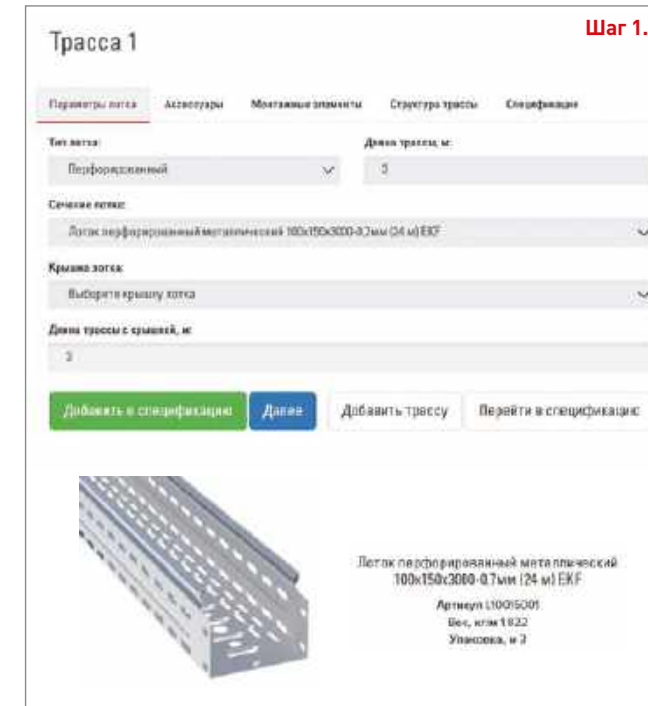 Шаг 1.
Трасса 1
Параметры лотка Аксессуары Монтажные элементы Структура трассы Спецификация
Тип лотка: Длина трассы, м:
Перфорированный 3
Сечение лотка:
Лоток перфорированный металлический 100х150х3000-0,7мм (24 м) EKF
Крышка лотка:
Выберите крышку лотка
Длина трассы с крышкой, м:
3
Добавить в спецификацию Далее Добавить трассу Перейти в спецификацию
Лоток перфорированный металлический
100х150х3000-0,7мм (24 м) EKF
Артикул L10015001
Вес, кг/м 1.822
Упаковка, м 3